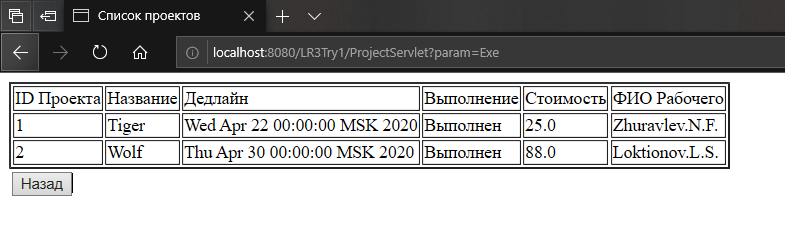 Список проектов
localhost:8080/LR3Try1/ProjectServlet?param=Exe
ID Проекта Название Дедлайн Выполнение Стоимость ФИО Рабочего
1 Tiger Wed Apr 22 00:00:00 MSK 2020 Выполнен 25.0 Zhuravlev.N.F.
2 Wolf Thu Apr 30 00:00:00 MSK 2020 Выполнен 88.0 Loktionov.L.S.
Назад